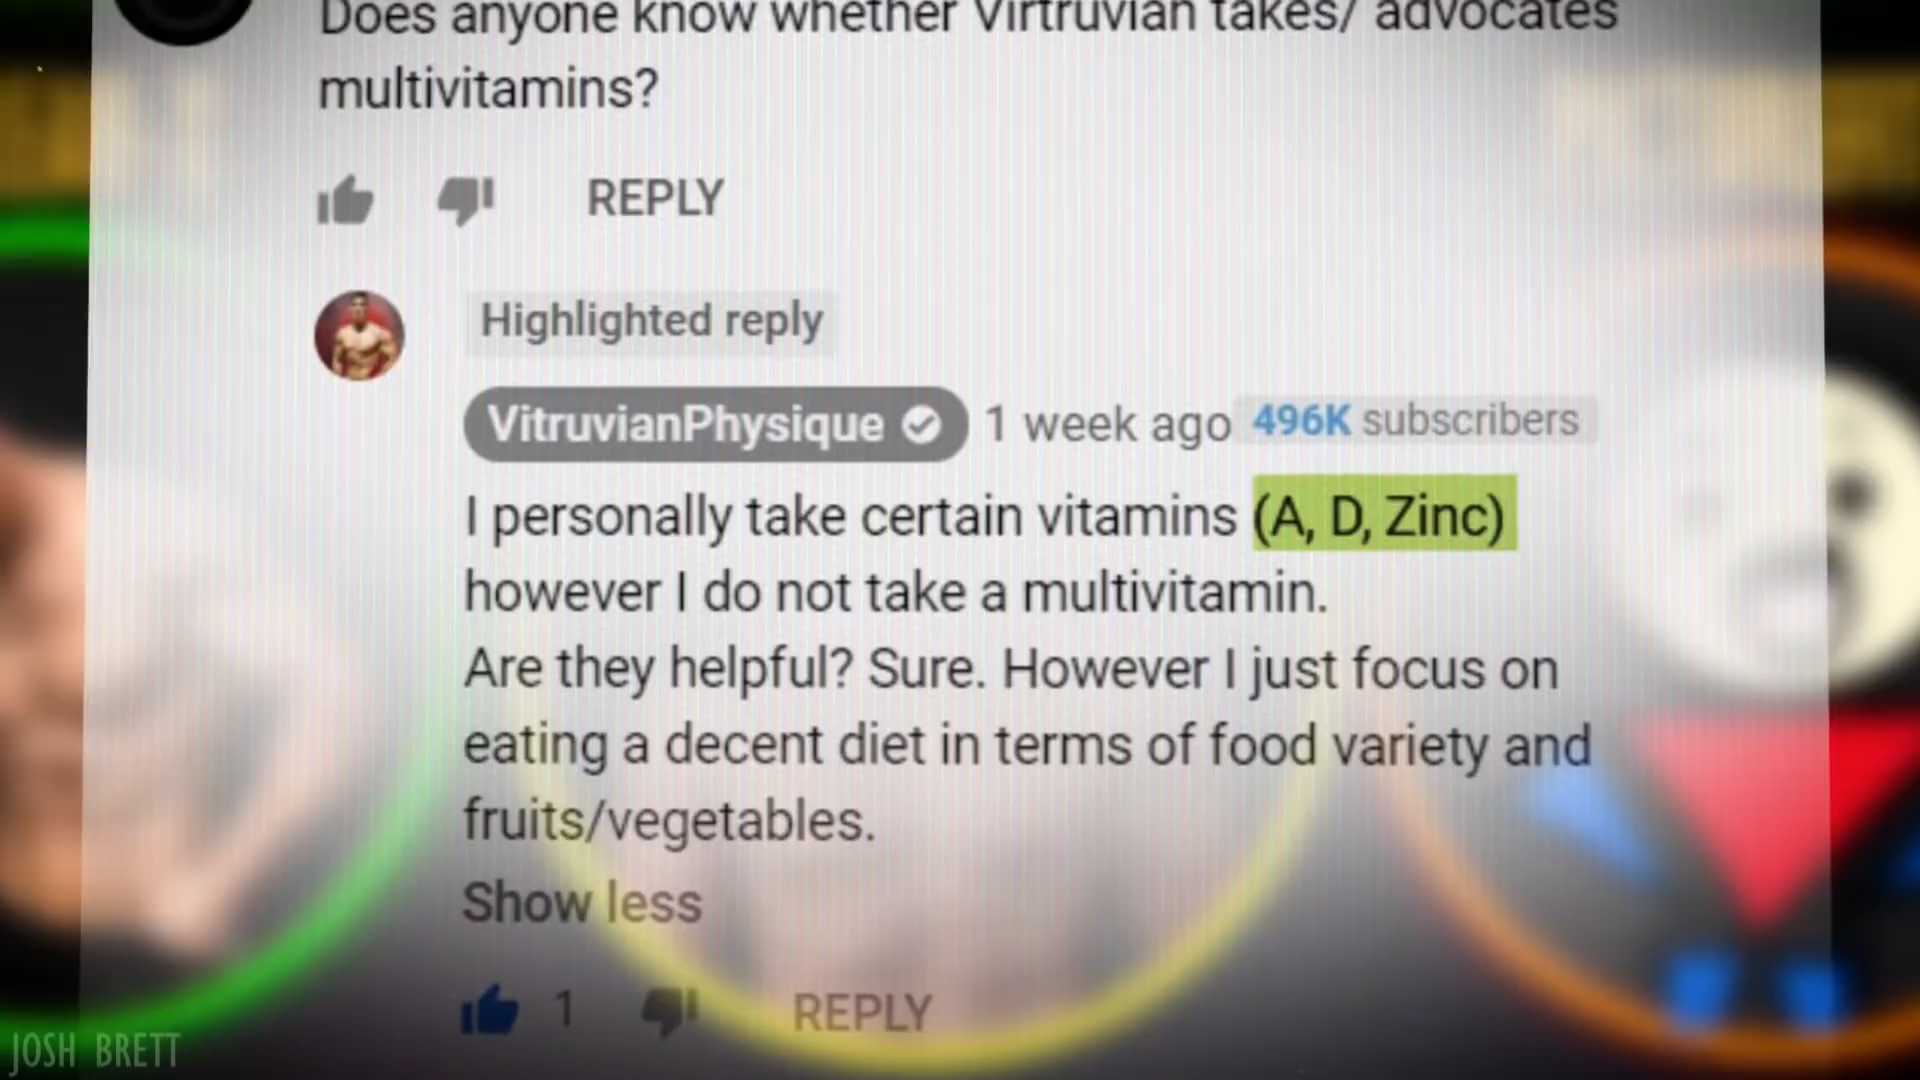 Does anyone know whether Virtruvian takes/ advocates
multivitamins?
REPLY
Highlighted reply
VitruvianPhysique 1 week ago 496K subscribers
I personally take certain vitamins (A, D, Zinc)
however I do not take a multivitamin.
Are they helpful? Sure. However I just focus on
eating a decent diet in terms of food variety and
fruits/vegetables.
Show less
1 REPLY
JOSH BRETT